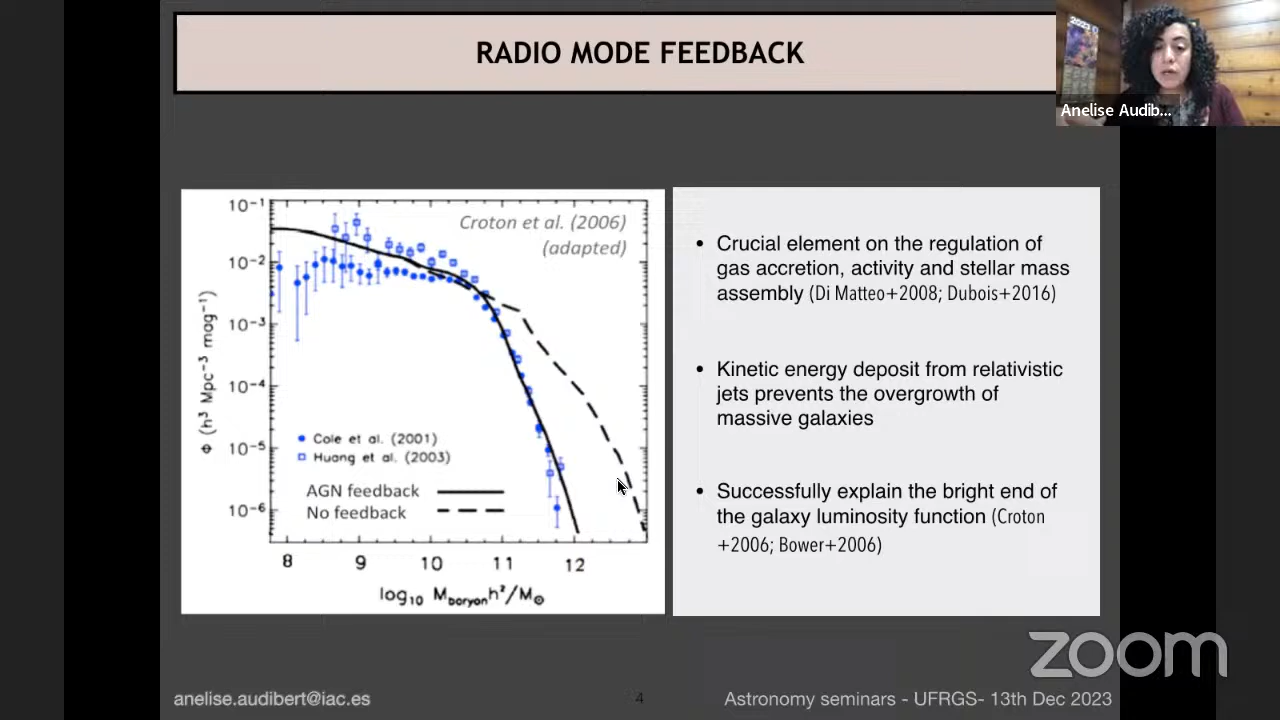 RADIO MODE FEEDBACK
2023
Anelise Audib...
Croton et al. (2006)
(adapted)
10⁻¹
10⁻²
10⁻³
10⁻⁴
10⁻⁵
10⁻⁶
Φ (h³ Mpc⁻³ mag⁻¹)
Cole et al. (2001)
Huang et al. (2003)
AGN feedback
No feedback
8 9 10 11 12
log₁₀ M_baryon h²/M⊙
• Crucial element on the regulation of
gas accretion, activity and stellar mass
assembly (Di Matteo+2008; Dubois+2016)
• Kinetic energy deposit from relativistic
jets prevents the overgrowth of
massive galaxies
• Successfully explain the bright end of
the galaxy luminosity function (Croton
+2006; Bower+2006)
zoom
anelise.audibert@iac.es
4
Astronomy seminars - UFRGS- 13th Dec 2023